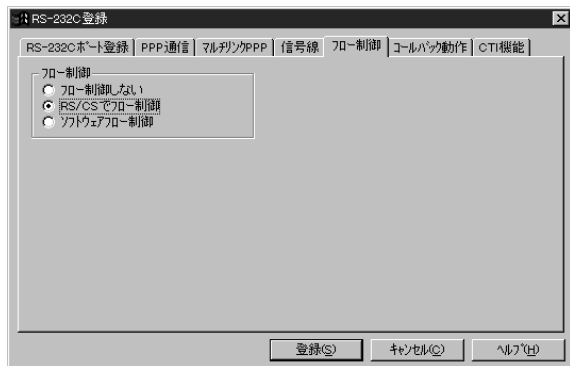 RS-232C登録
RS-232Cポート登録 PPP通信 マルチリンクPPP 信号線 フロー制御 コールバック動作 CTI機能
フロー制御
フロー制御しない
RS/CSでフロー制御
ソフトウェアフロー制御
登録(S) キャンセル(C) ヘルプ(H)